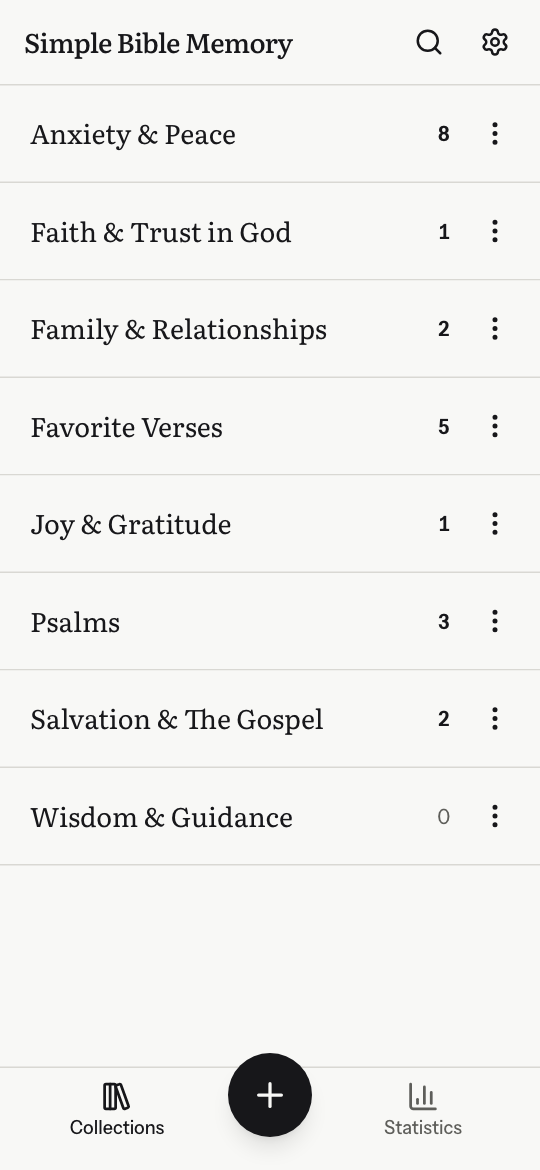 Simple Bible Memory
Anxiety & Peace 8
Faith & Trust in God 1
Family & Relationships 2
Favorite Verses 5
Joy & Gratitude 1
Psalms 3
Salvation & The Gospel 2
Wisdom & Guidance 0
Collections Statistics